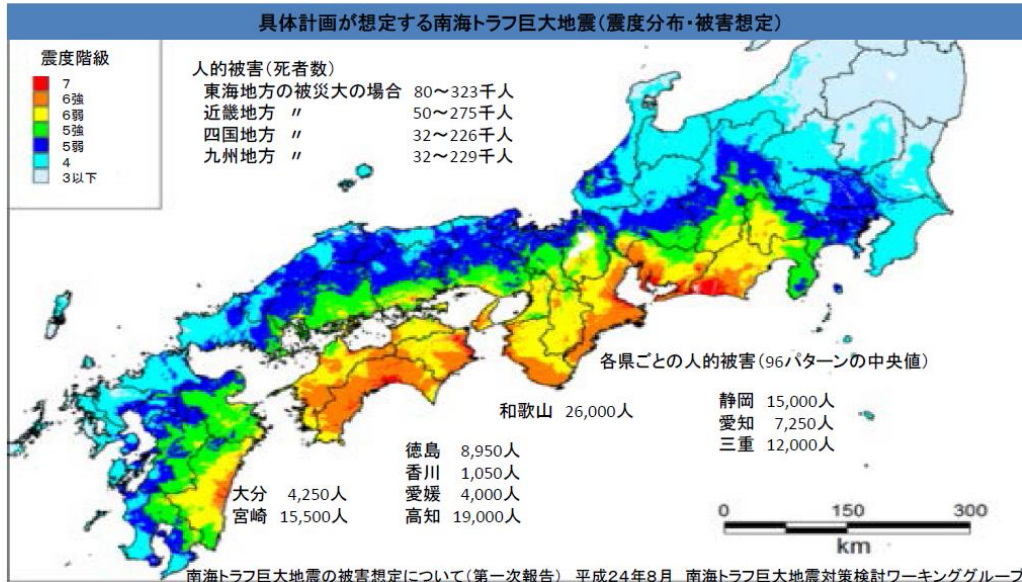 具体計画が想定する南海トラフ巨大地震(震度分布・被害想定)
震度階級
7
6強
6弱
5強
5弱
4
3以下
人的被害(死者数)
東海地方の被災大の場合 80～323千人
近畿地方 〃 50～275千人
四国地方 〃 32～226千人
九州地方 〃 32～229千人
各県ごとの人的被害(96パターンの中央値)
静岡 15,000人
愛知 7,250人
三重 12,000人
和歌山 26,000人
徳島 8,950人
香川 1,050人
愛媛 4,000人
高知 19,000人
大分 4,250人
宮崎 15,500人
0 150 300
km
南海トラフ巨大地震の被害想定について(第一次報告) 平成24年8月 南海トラフ巨大地震対策検討ワーキンググループ